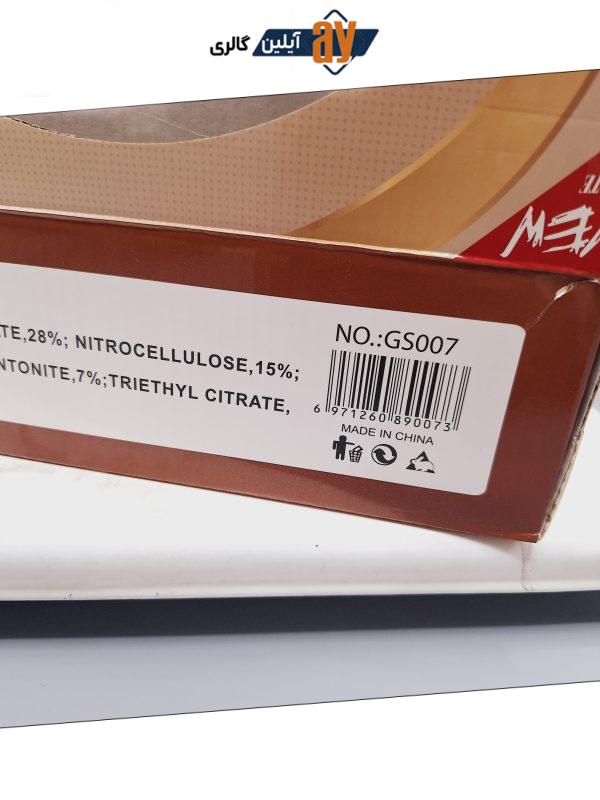 آیلین گالری ay
NEW
NO.:GS007
TE,28%; NITROCELLULOSE,15%;
NTONITE,7%;TRIETHYL CITRATE,
6 971260 890073
MADE IN CHINA